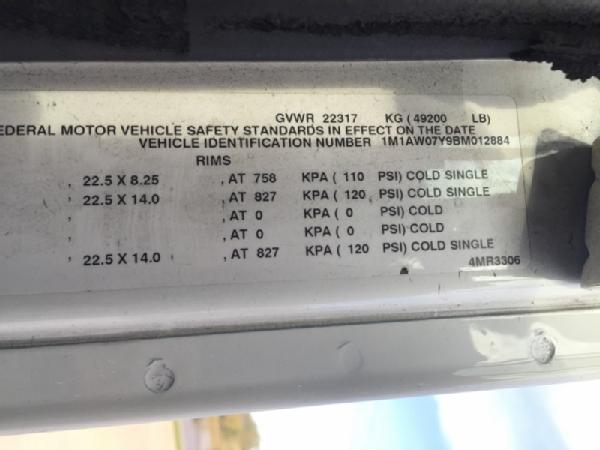 GVWR 22317 KG ( 49200 LB)
EDERAL MOTOR VEHICLE SAFETY STANDARDS IN EFFECT ON THE DATE
VEHICLE IDENTIFICATION NUMBER 1M1AW07Y9BM012884
RIMS
, 22.5 X 8.25 , AT 758 KPA ( 110 PSI) COLD SINGLE
, 22.5 X 14.0 , AT 827 KPA ( 120 PSI) COLD SINGLE
, , AT 0 KPA ( 0 PSI) COLD
, , AT 0 KPA ( 0 PSI) COLD
, 22.5 X 14.0 , AT 827 KPA ( 120 PSI) COLD SINGLE
4MR3306